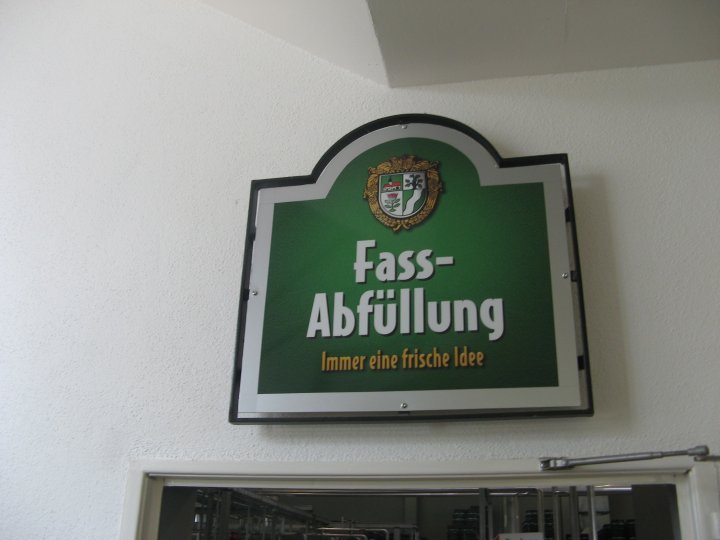 Fass-
Abfüllung
Immer eine frische Idee